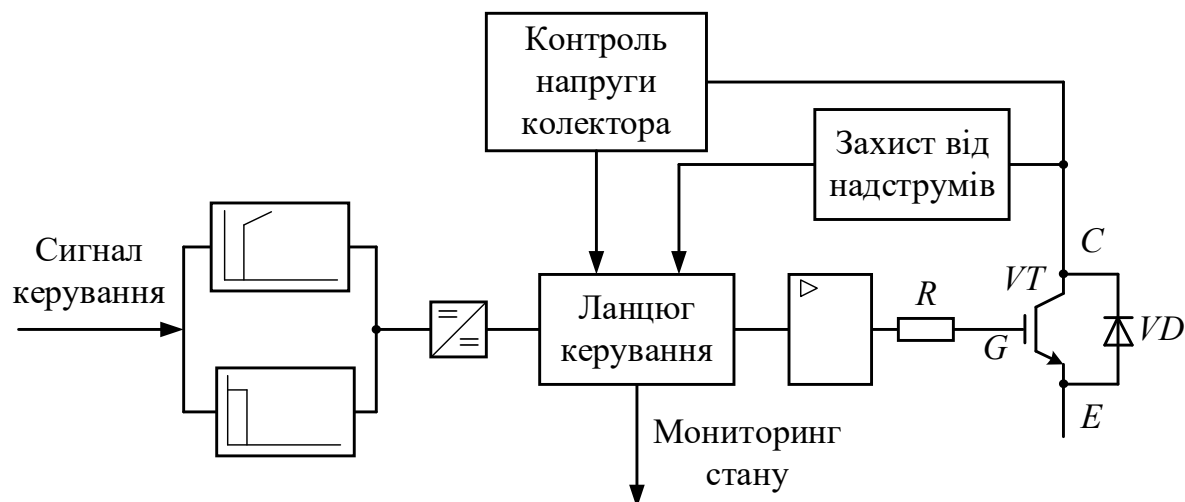 Контроль
напруги
колектора
Захист від
надструмів
Сигнал
керування
C
VT
R
Ланцюг
керування
G
VD
E
Мониторинг
стану